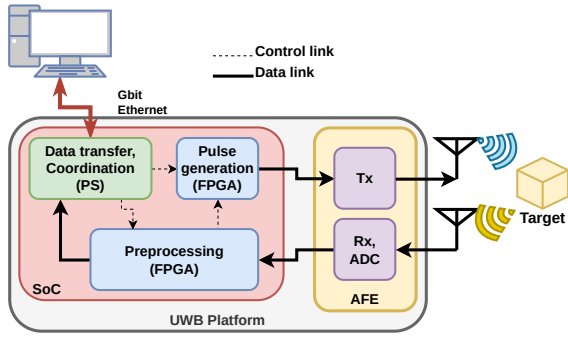 Control link
Data link
Gbit
Ethernet
Data transfer,
Coordination
(PS)
Pulse
generation
(FPGA)
Tx
Target
Preprocessing
(FPGA)
Rx,
ADC
SoC
AFE
UWB Platform